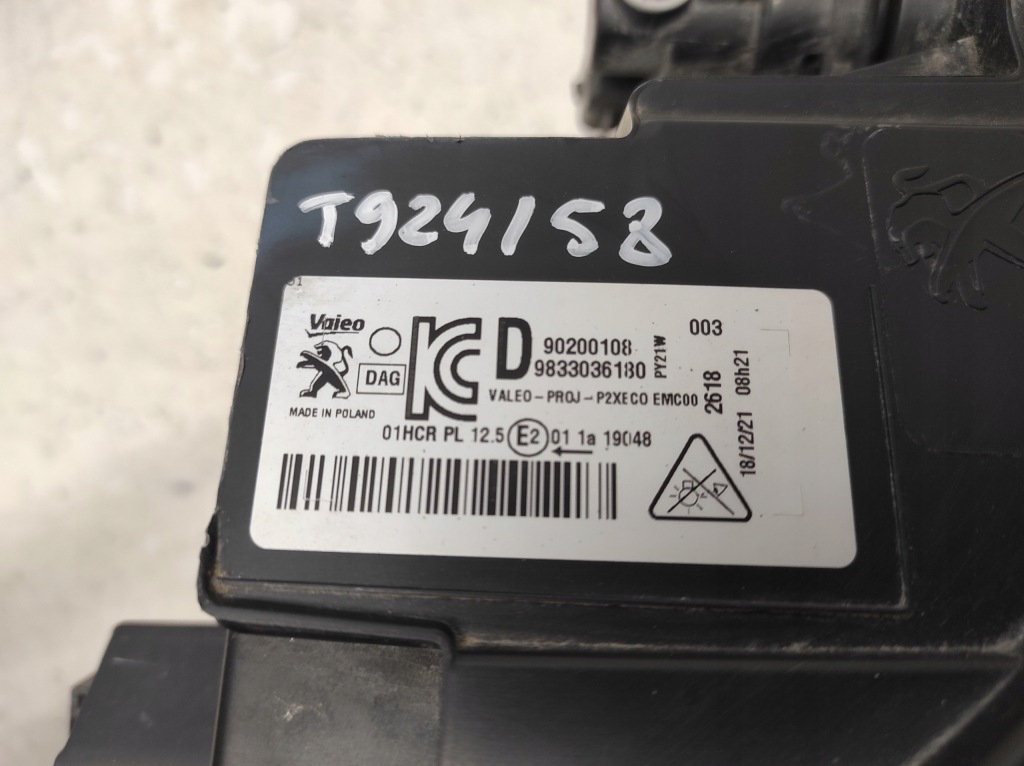 T924158
Valeo
DAG
MADE IN POLAND
KC
D
90200108
9833036180
PY21W
VALEO-PROJ-P2XECO EMC00
003
2618
18/12/21 08h21
01HCR PL 12.5 E2 01 1a 19048